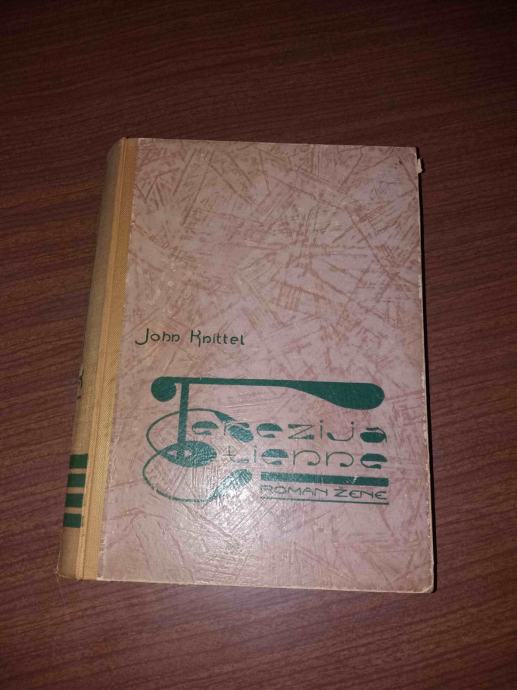 John Knittel
Terezija
Etienne
ROMAN ŽENE